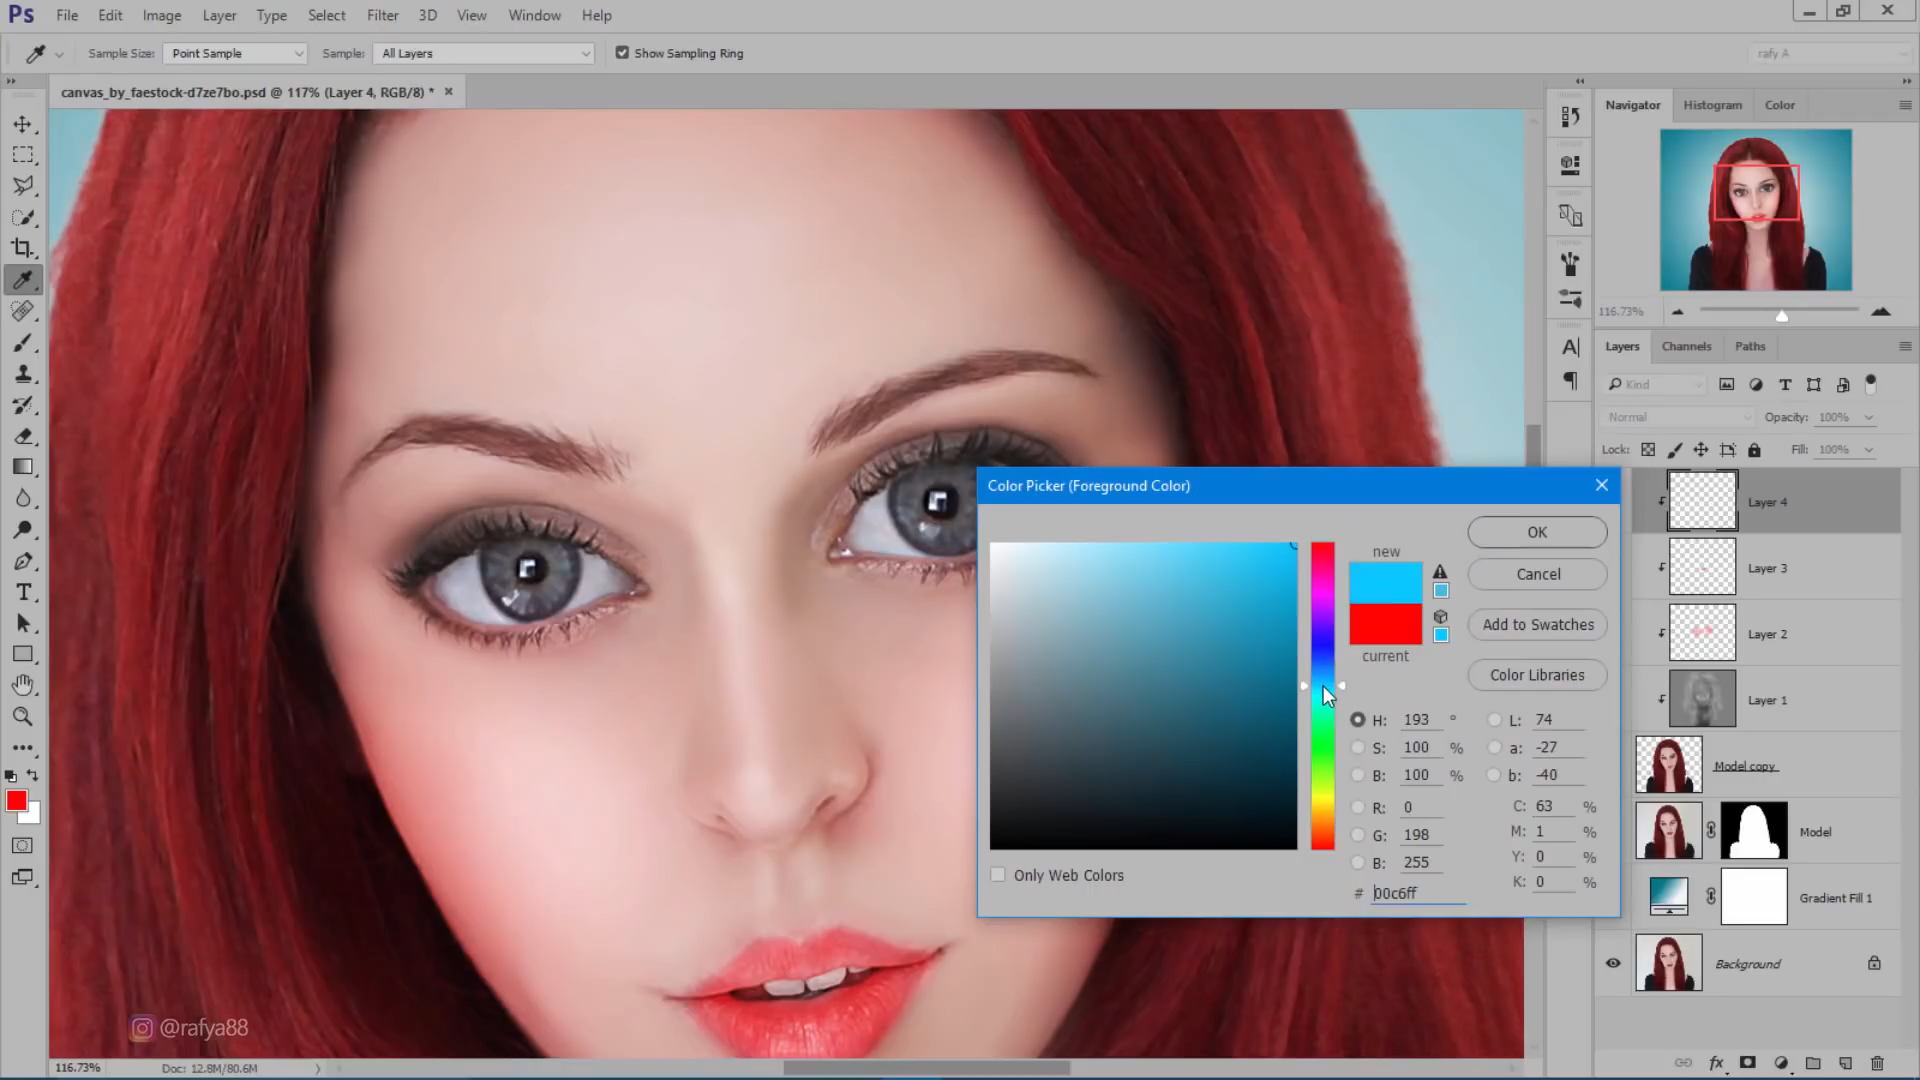 Ps File Edit Image Layer Type Select Filter 3D View Window Help
Sample Size: Point Sample Sample: All Layers Show Sampling Ring rafy A
canvas_by_faestock-d7ze7bo.psd @ 117% (Layer 4, RGB/8) *
Navigator Histogram Color
116.73%
Layers Channels Paths
Kind
Normal Opacity: 100%
Lock: Fill: 100%
Layer 4
Layer 3
Layer 2
Layer 1
Model copy
Model
Gradient Fill 1
Background
Color Picker (Foreground Color)
new
current
OK
Cancel
Add to Swatches
Color Libraries
H: 193 ° L: 74
S: 100 % a: -27
B: 100 % b: -40
R: 0 C: 63 %
G: 198 M: 1 %
B: 255 Y: 0 %
K: 0 %
# 00c6ff
Only Web Colors
@rafya88
116.73% Doc: 12.8M/80.6M